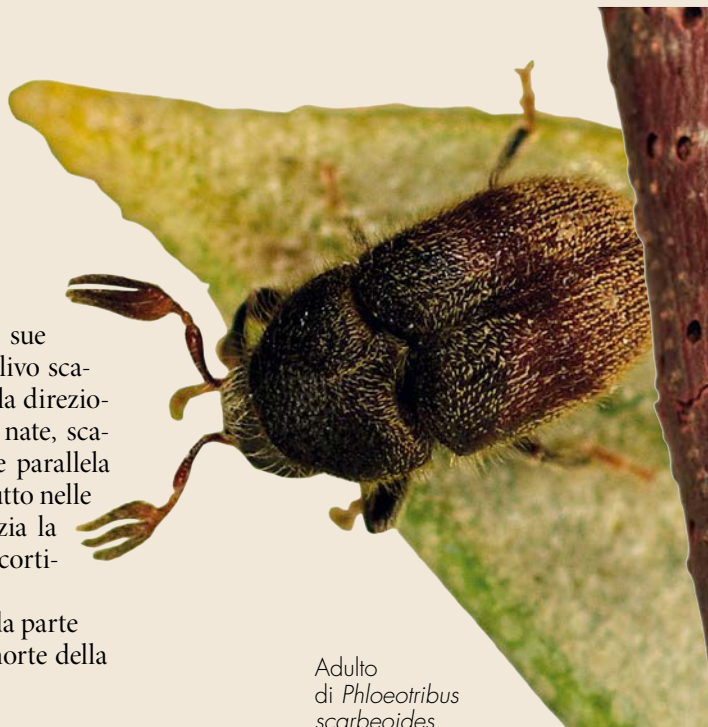 sue
livo sca-
la direzio-
nate, sca-
e parallela
utto nelle
zia la
corti-
la parte
norte della
Adulto
di Phloeotribus
scarbeoides